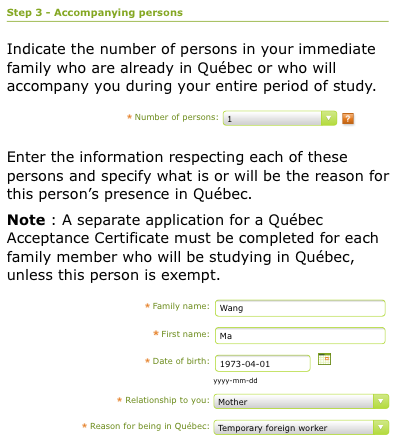 Step 3 – Accompanying persons
Indicate the number of persons in your immediate
family who are already in Québec or who will
accompany you during your entire period of study.
* Number of persons: 1 ?
Enter the information respecting each of these
persons and specify what is or will be the reason for
this person’s presence in Québec.
Note : A separate application for a Québec
Acceptance Certificate must be completed for each
family member who will be studying in Québec,
unless this person is exempt.
* Family name: Wang
* First name: Ma
* Date of birth: 1973-04-01
yyyy-mm-dd
* Relationship to you: Mother
* Reason for being in Québec: Temporary foreign worker